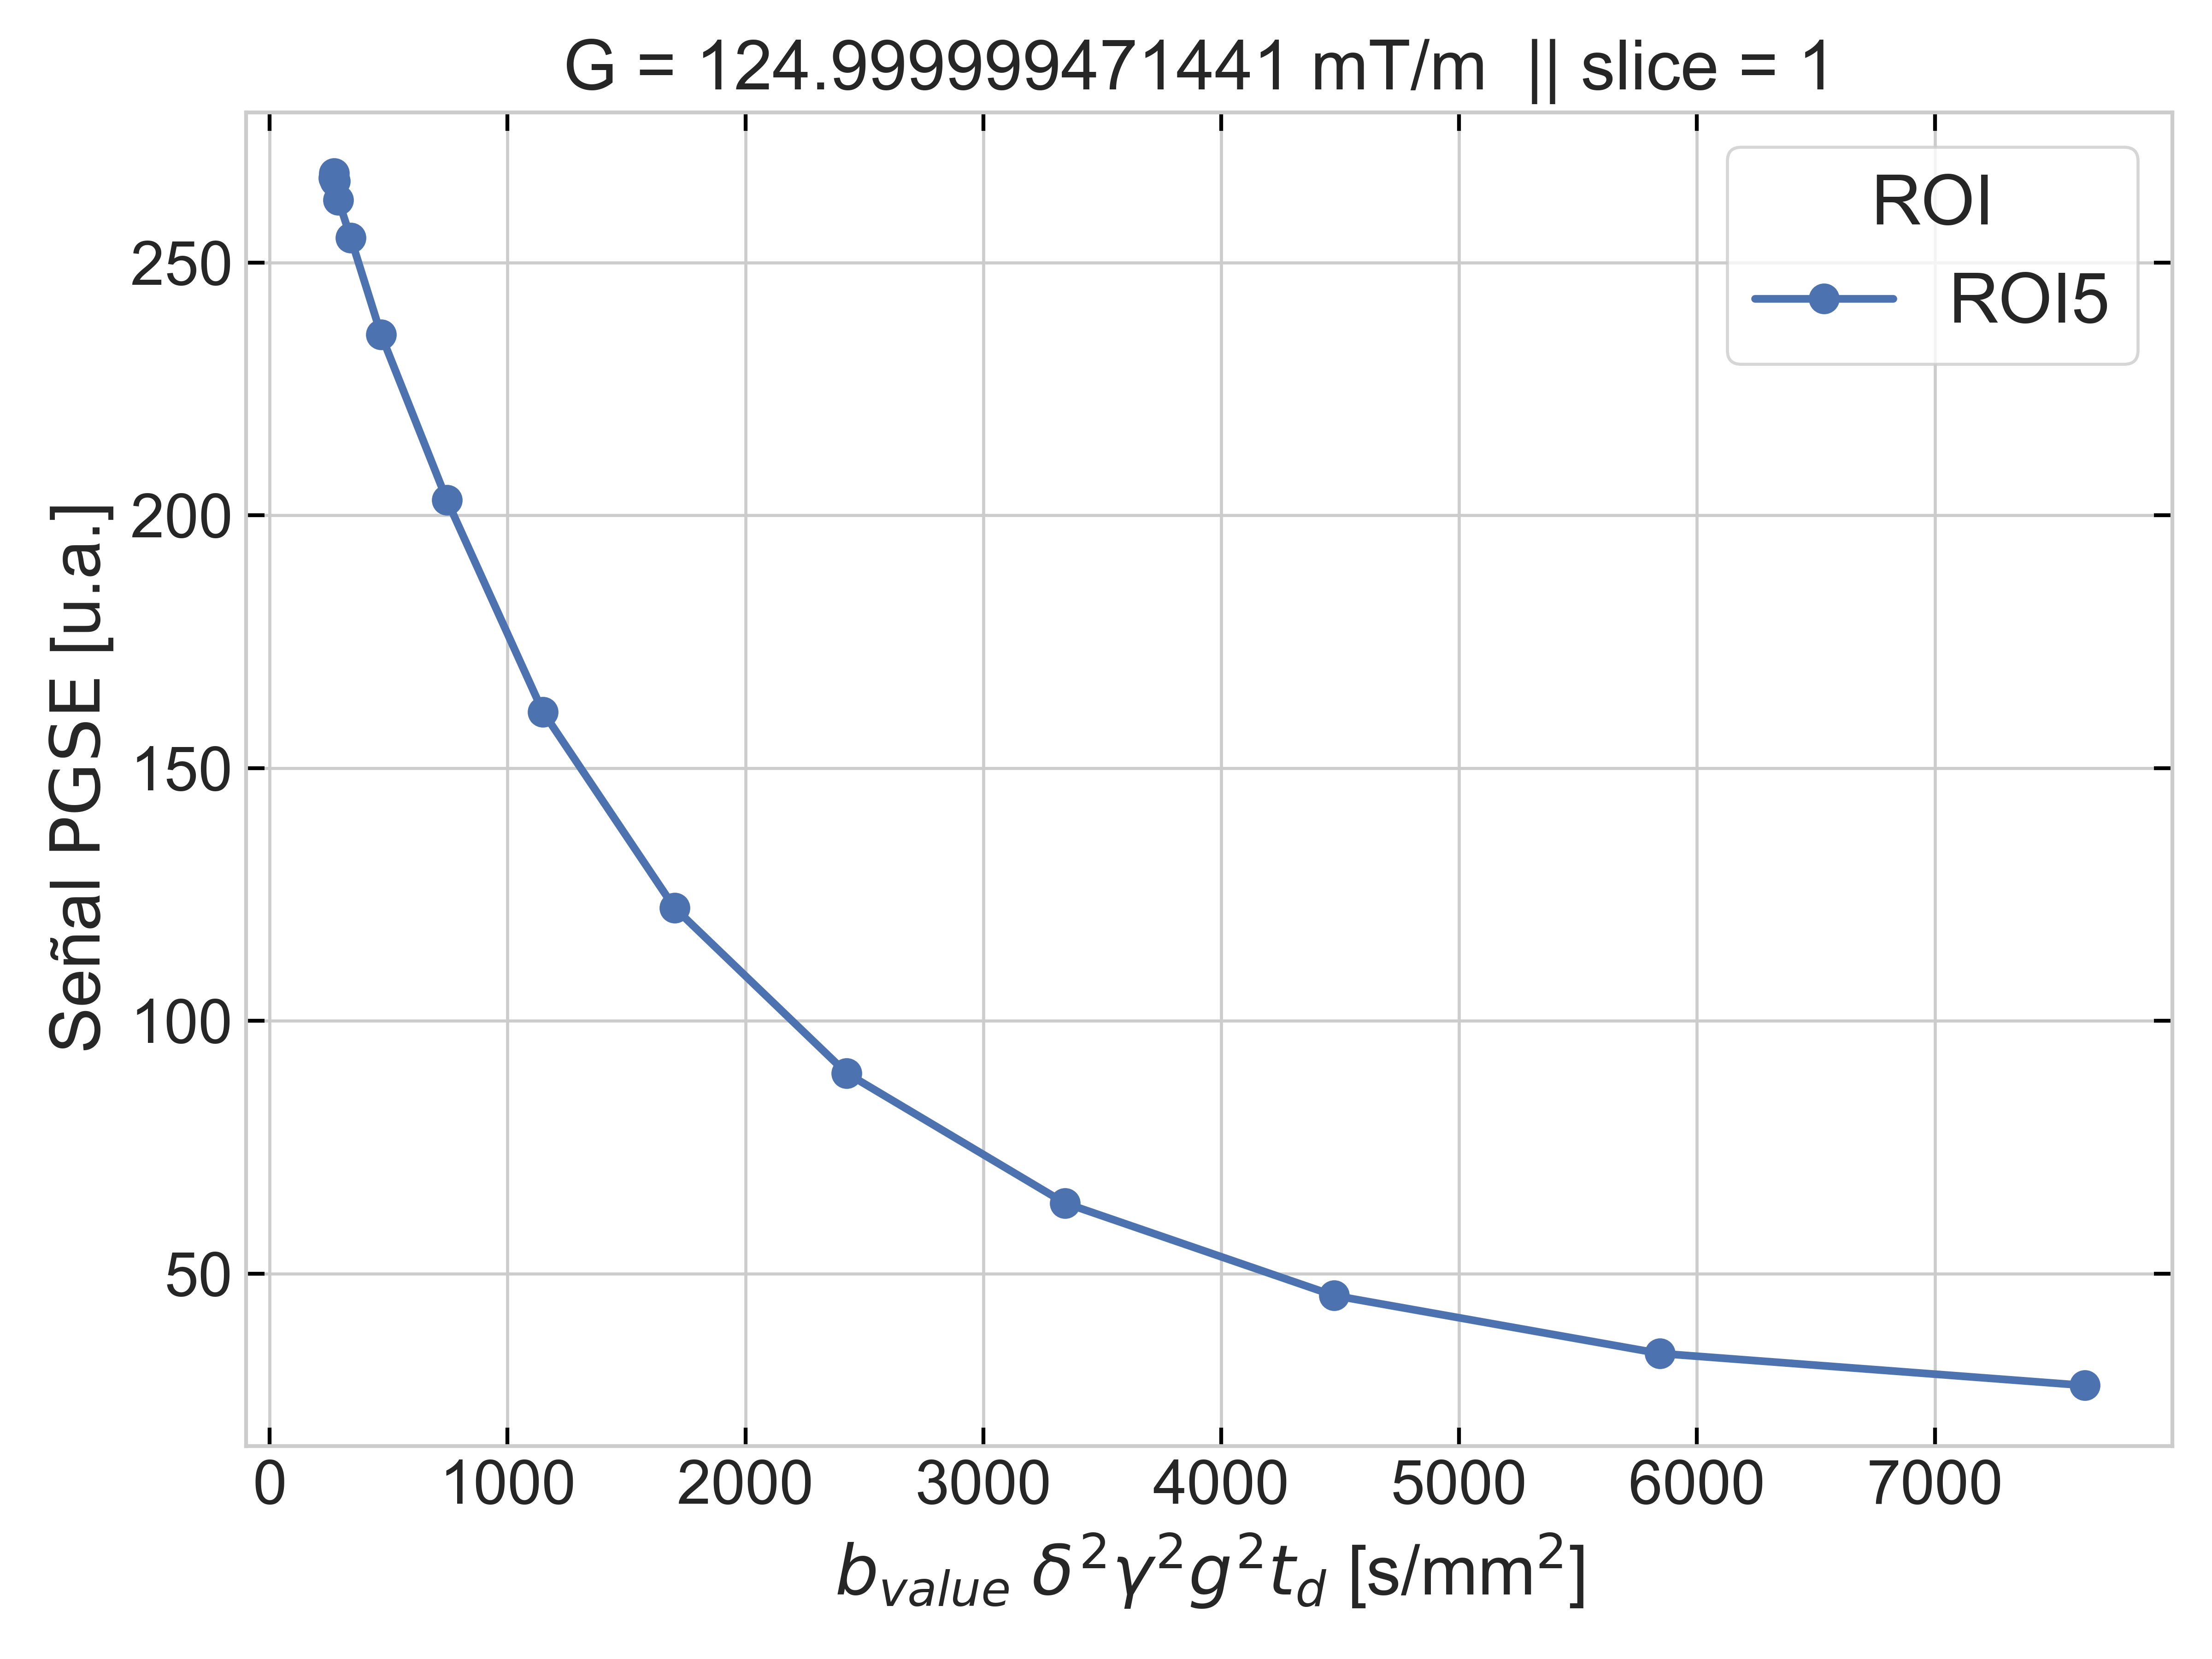 G = 124.999999471441 mT/m || slice = 1
ROI
ROI5
Señal PGSE [u.a.]
250
200
150
100
50
0 1000 2000 3000 4000 5000 6000 7000
b_value δ²γ²g²t_d [s/mm²]